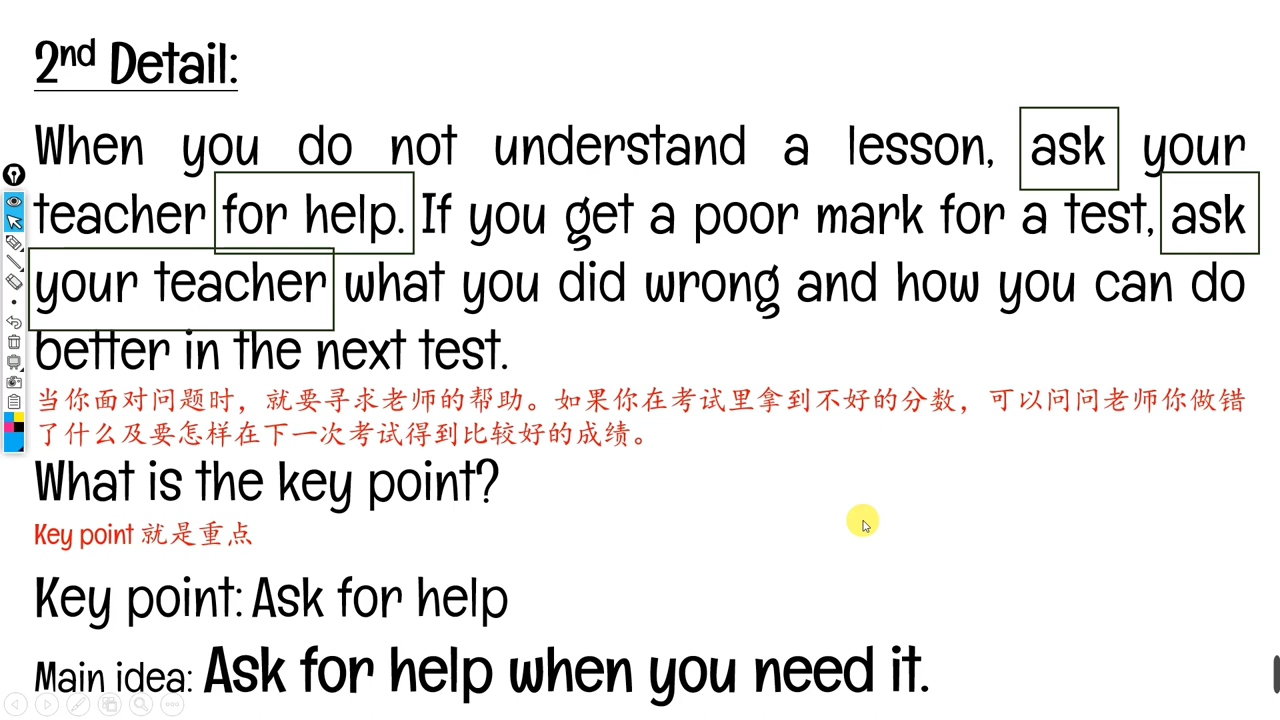 2nd Detail:
When you do not understand a lesson, ask your
teacher for help. If you get a poor mark for a test, ask
your teacher what you did wrong and how you can do
better in the next test.
当你面对问题时，就要寻求老师的帮助。如果你在考试里拿到不好的分数，可以问问老师你做错
了什么及要怎样在下一次考试得到比较好的成绩。
What is the key point?
Key point 就是重点
Key point: Ask for help
Main idea: Ask for help when you need it.